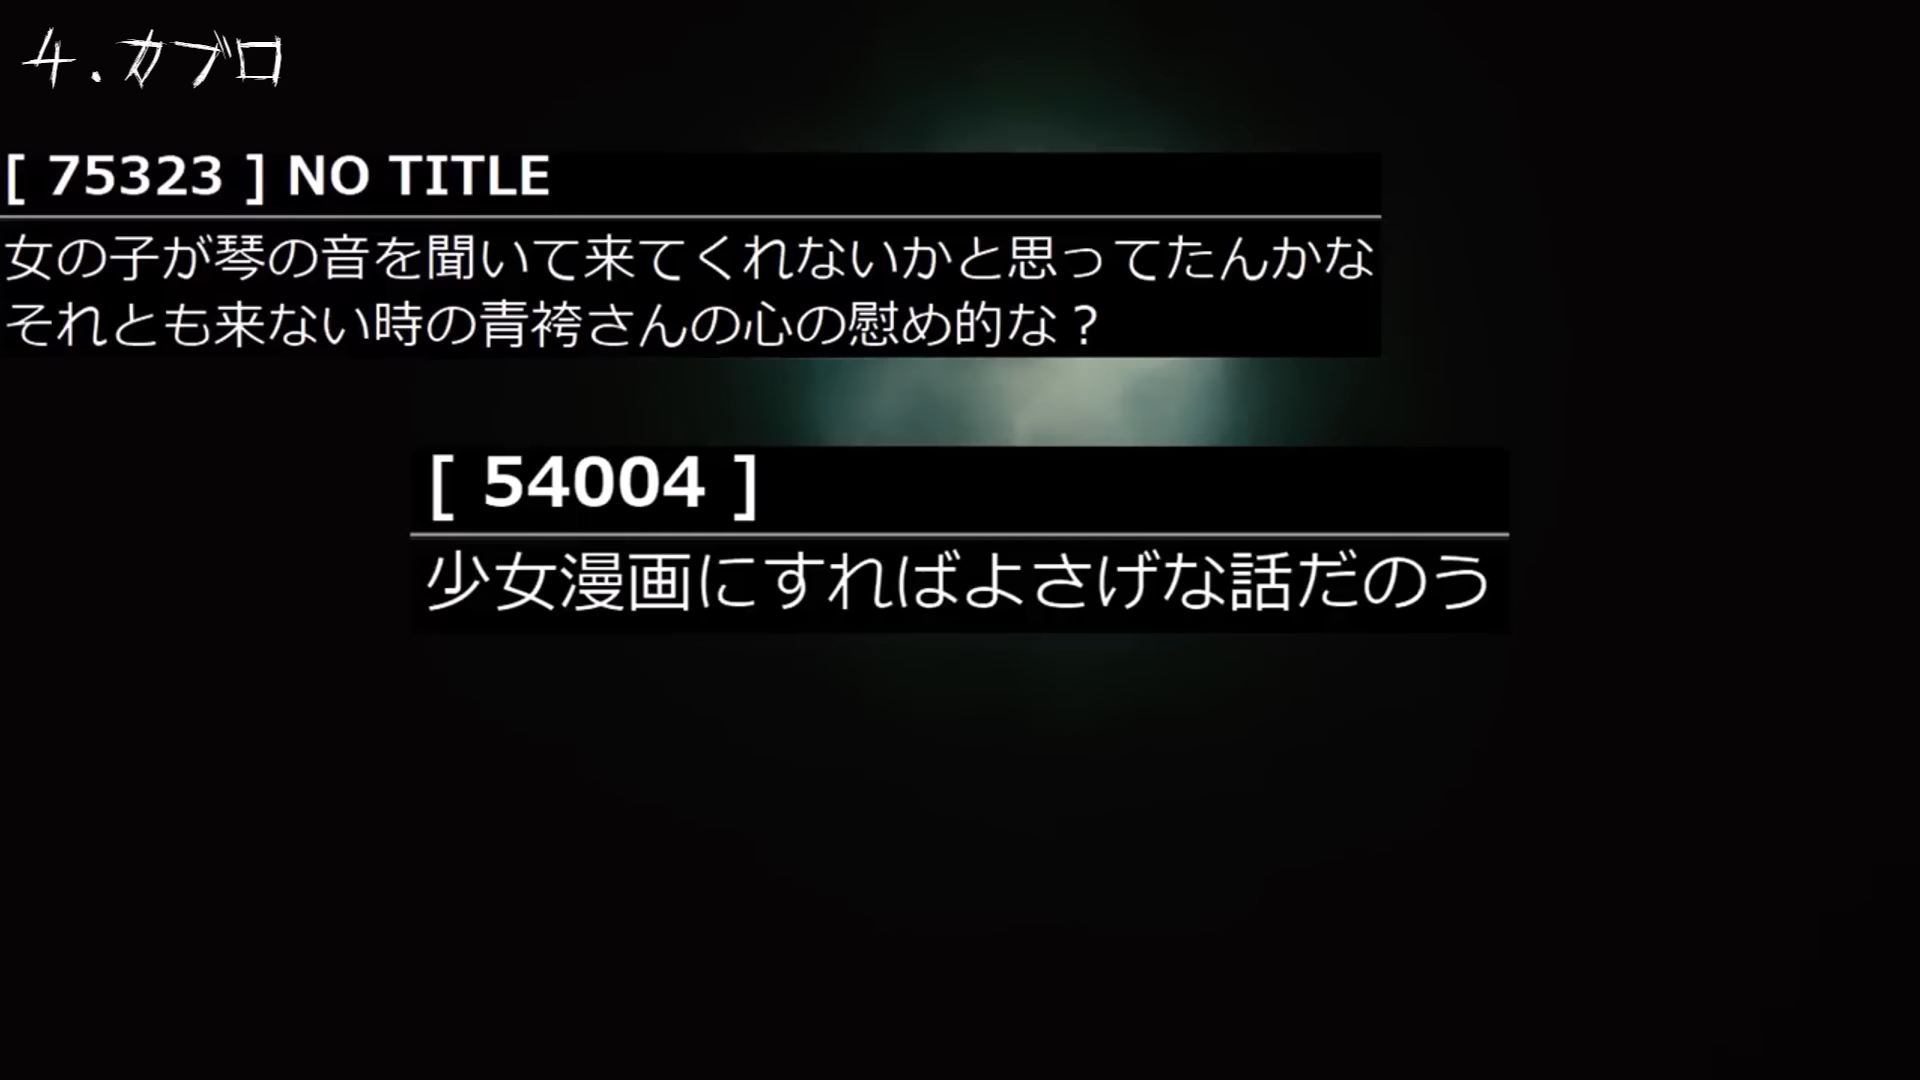 4.カブロ
[ 75323 ] NO TITLE
女の子が琴の音を聞いて来てくれないかと思ってたんかな
それとも来ない時の青袴さんの心の慰め的な？
[ 54004 ]
少女漫画にすればよさげな話だのう